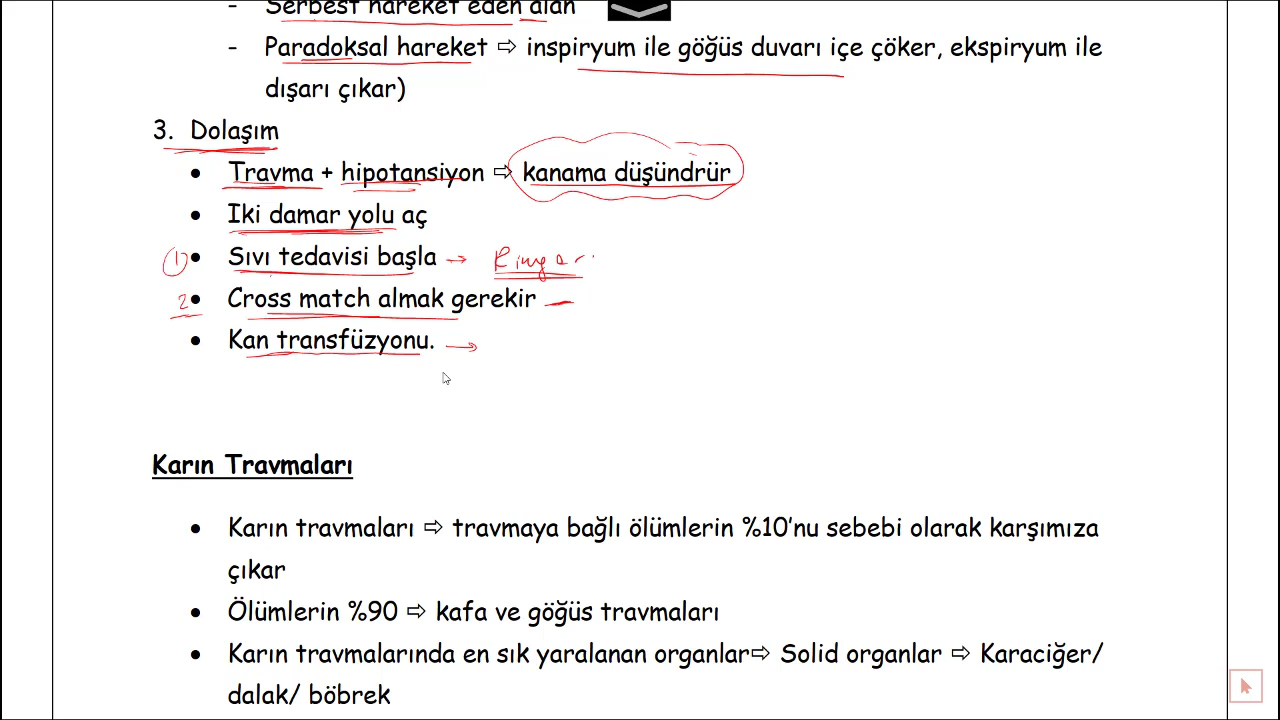 - Serbest hareket eden alan
- Paradoksal hareket ⇨ inspiryum ile göğüs duvarı içe çöker, ekspiryum ile
dışarı çıkar)
3. Dolaşım
• Travma + hipotansiyon ⇨ kanama düşündrür
• Iki damar yolu aç
① • Sıvı tedavisi başla → Ringer
2 • Cross match almak gerekir -
• Kan transfüzyonu. →
Karın Travmaları
• Karın travmaları ⇨ travmaya bağlı ölümlerin %10'nu sebebi olarak karşımıza
çıkar
• Ölümlerin %90 ⇨ kafa ve göğüs travmaları
• Karın travmalarında en sık yaralanan organlar⇨ Solid organlar ⇨ Karaciğer/
dalak/ böbrek